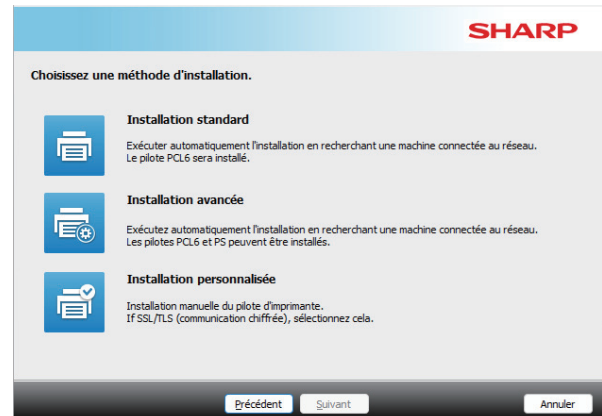 SHARP
Choisissez une méthode d'installation.
Installation standard
Exécuter automatiquement l'installation en recherchant une machine connectée au réseau.
Le pilote PCL6 sera installé.
Installation avancée
Exécutez automatiquement l'installation en recherchant une machine connectée au réseau.
Les pilotes PCL6 et PS peuvent être installés.
Installation personnalisée
Installation manuelle du pilote d'imprimante.
If SSL/TLS (communication chiffrée), sélectionnez cela.
Précédent Suivant Annuler